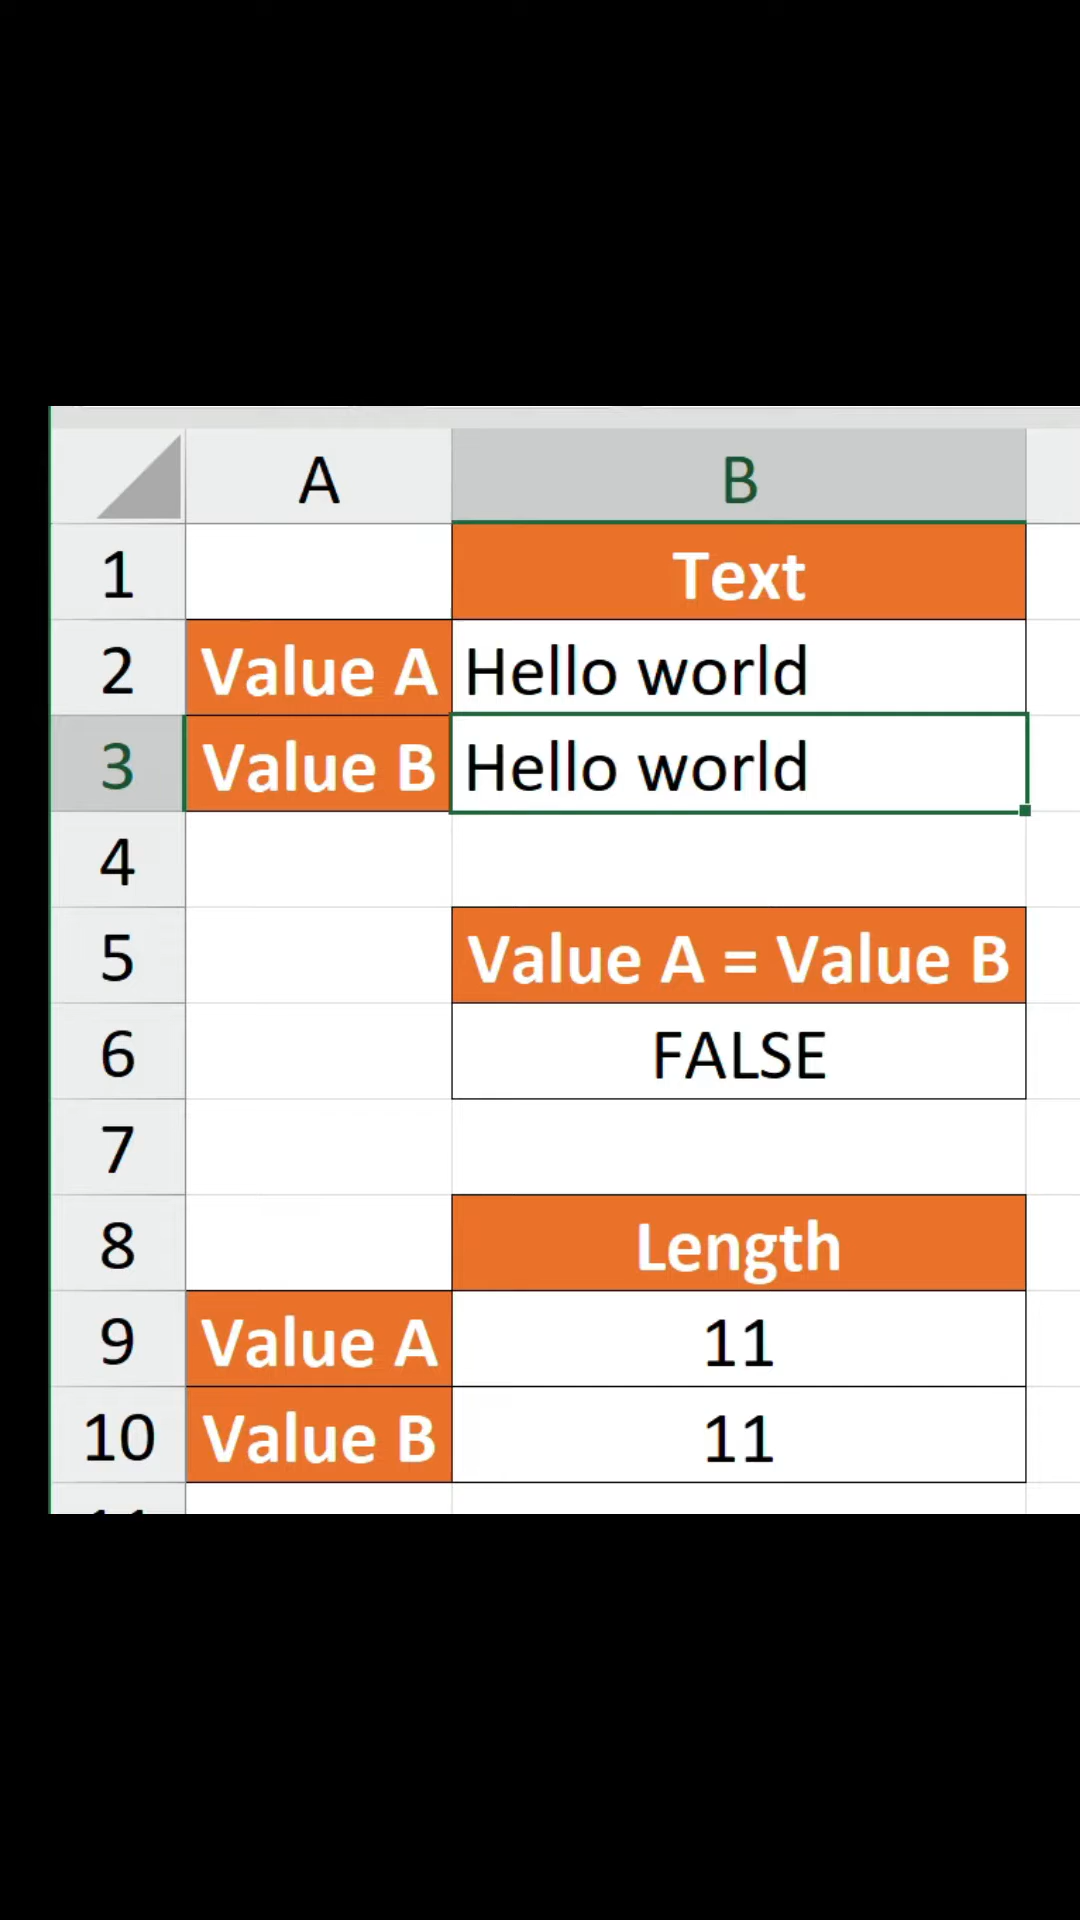 A B
1 Text
2 Value A Hello world
3 Value B Hello world
4
5 Value A = Value B
6 FALSE
7
8 Length
9 Value A 11
10 Value B 11